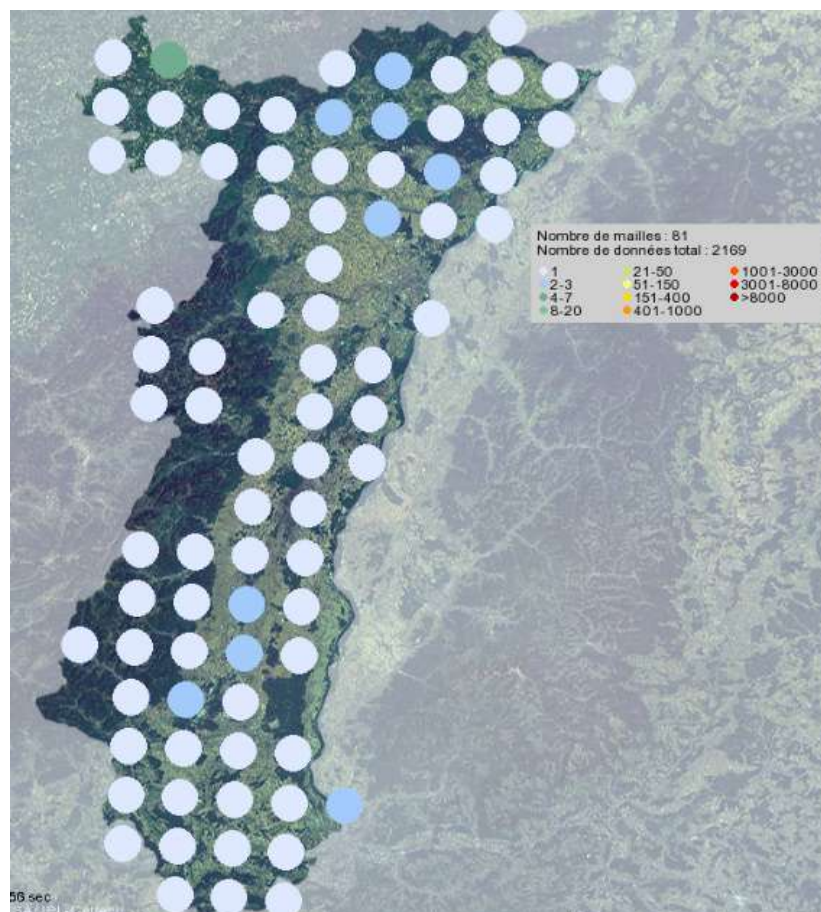 Nombre de mailles : 81
Nombre de données total : 2169
1 21-50 1001-3000
2-3 51-150 3001-8000
4-7 151-400 >8000
8-20 401-1000
56 sec